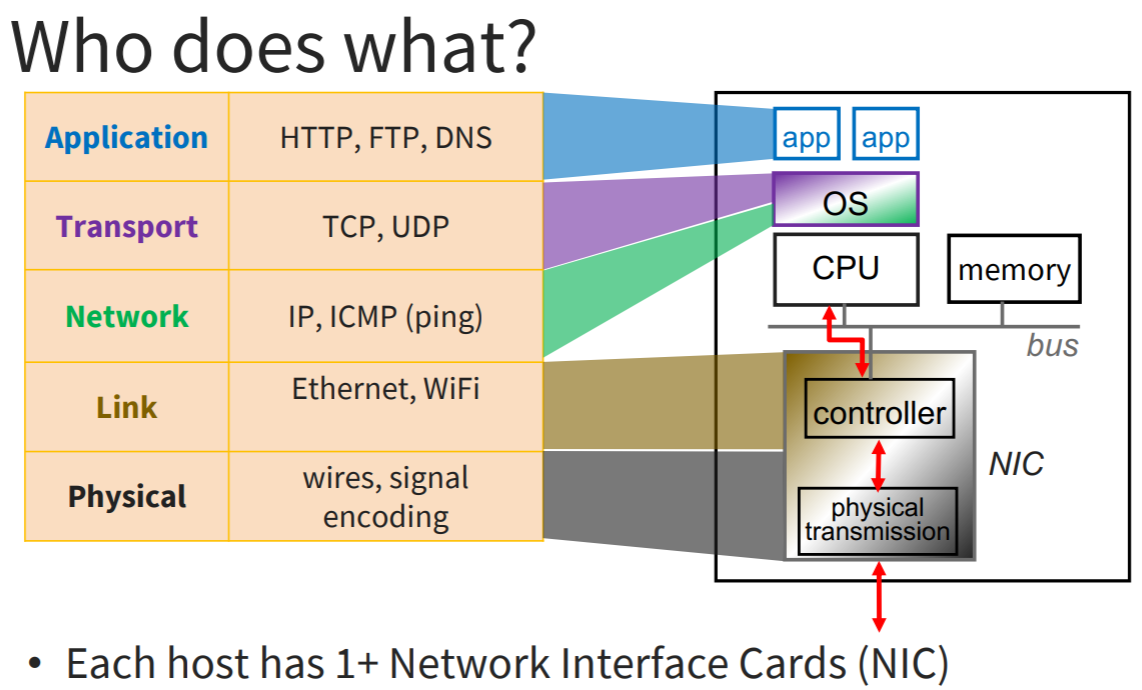 Who does what?
Application
HTTP, FTP, DNS
Transport
TCP, UDP
Network
IP, ICMP (ping)
Link
Ethernet, WiFi
Physical
wires, signal
encoding
app
app
OS
CPU
memory
bus
controller
NIC
physical
transmission
• Each host has 1+ Network Interface Cards (NIC)